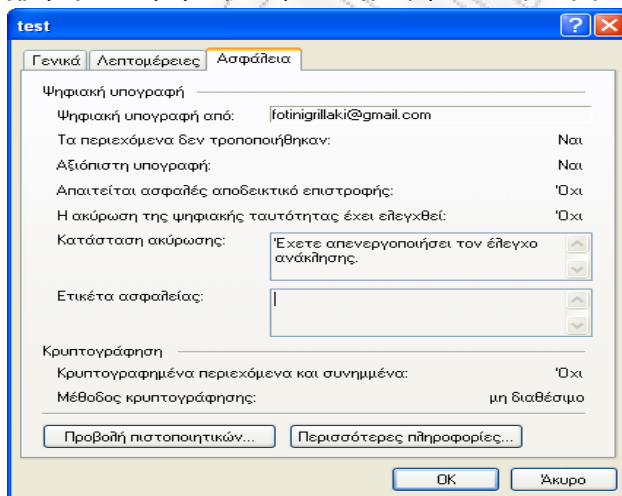 test
Γενικά Λεπτομέρειες Ασφάλεια
Ψηφιακή υπογραφή
Ψηφιακή υπογραφή από: fotinigrillaki@gmail.com
Τα περιεχόμενα δεν τροποποιήθηκαν: Ναι
Αξιόπιστη υπογραφή: Ναι
Απαιτείται ασφαλές αποδεικτικό επιστροφής: Όχι
Η ακύρωση της ψηφιακής ταυτότητας έχει ελεγχθεί: Όχι
Κατάσταση ακύρωσης: Έχετε απενεργοποιήσει τον έλεγχο
ανάκλησης.
Ετικέτα ασφαλείας:
Κρυπτογράφηση
Κρυπτογραφημένα περιεχόμενα και συνημμένα: Όχι
Μέθοδος κρυπτογράφησης: μη διαθέσιμο
Προβολή πιστοποιητικών... Περισσότερες πληροφορίες...
OK Άκυρο